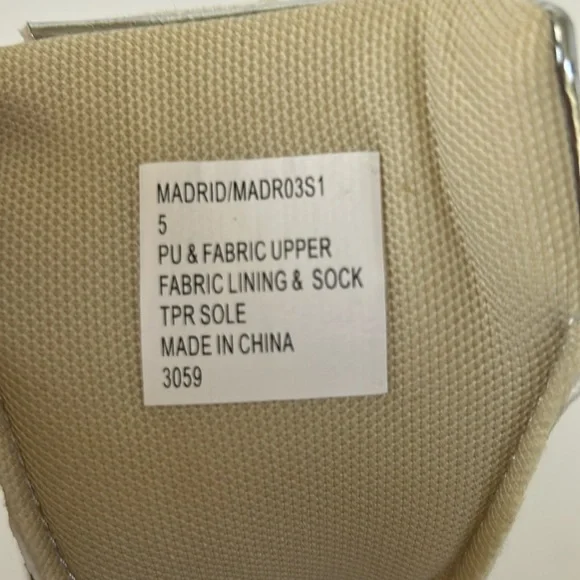 MADRID/MADR03S1
5
PU & FABRIC UPPER
FABRIC LINING & SOCK
TPR SOLE
MADE IN CHINA
3059